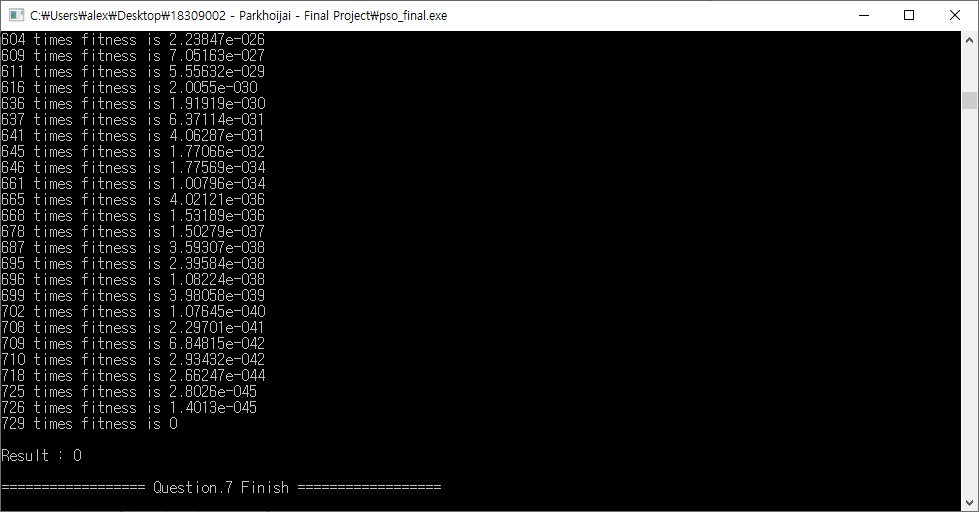 C:₩Users₩alex₩Desktop₩18309002 - Parkhoijai - Final Project₩pso_final.exe
604 times fitness is 2.23847e-026
609 times fitness is 7.05163e-027
611 times fitness is 5.55632e-029
616 times fitness is 2.0055e-030
636 times fitness is 1.91919e-030
637 times fitness is 6.37114e-031
641 times fitness is 4.06287e-031
645 times fitness is 1.77066e-032
646 times fitness is 1.77569e-034
661 times fitness is 1.00796e-034
665 times fitness is 4.02121e-036
668 times fitness is 1.53189e-036
678 times fitness is 1.50279e-037
687 times fitness is 3.59307e-038
695 times fitness is 2.39584e-038
696 times fitness is 1.08224e-038
699 times fitness is 3.98058e-039
702 times fitness is 1.07645e-040
708 times fitness is 2.29701e-041
709 times fitness is 6.84815e-042
710 times fitness is 2.93432e-042
718 times fitness is 2.66247e-044
725 times fitness is 2.8026e-045
726 times fitness is 1.4013e-045
729 times fitness is 0
Result : 0
================== Question.7 Finish ==================